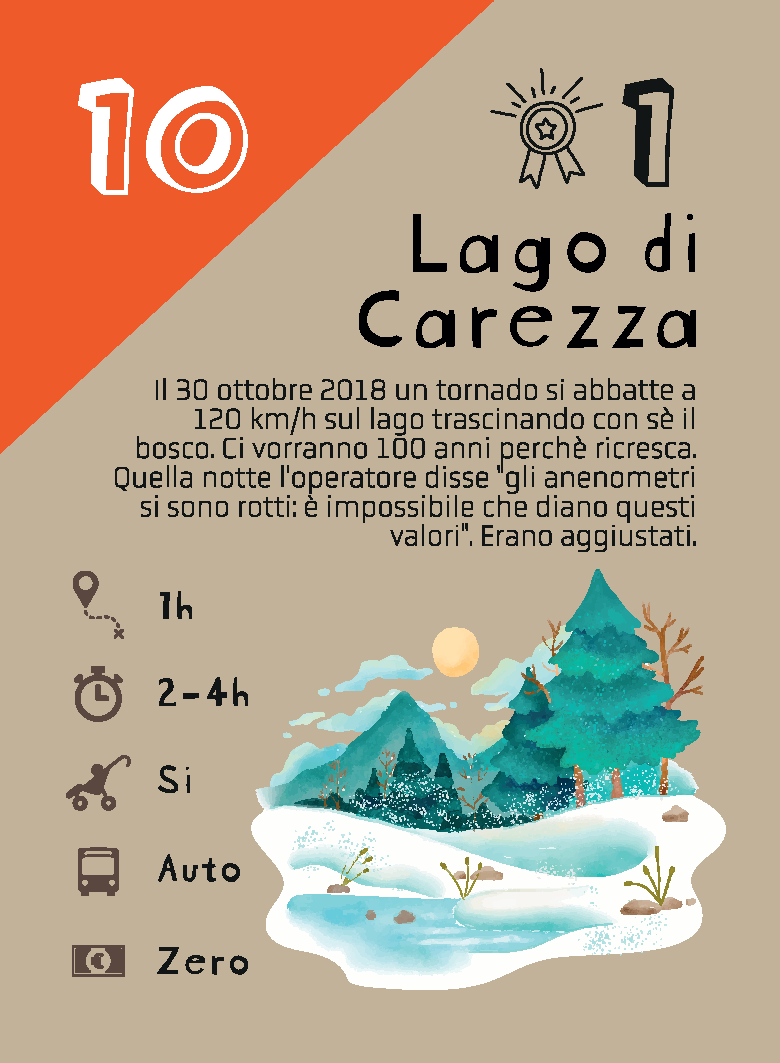 10
1
Lago di
Carezza
Il 30 ottobre 2018 un tornado si abbatte a
120 km/h sul lago trascinando con sè il
bosco. Ci vorranno 100 anni perchè ricresca.
Quella notte l'operatore disse "gli anenometri
si sono rotti: è impossibile che diano questi
valori". Erano aggiustati.
1h
2-4h
Si
Auto
Zero